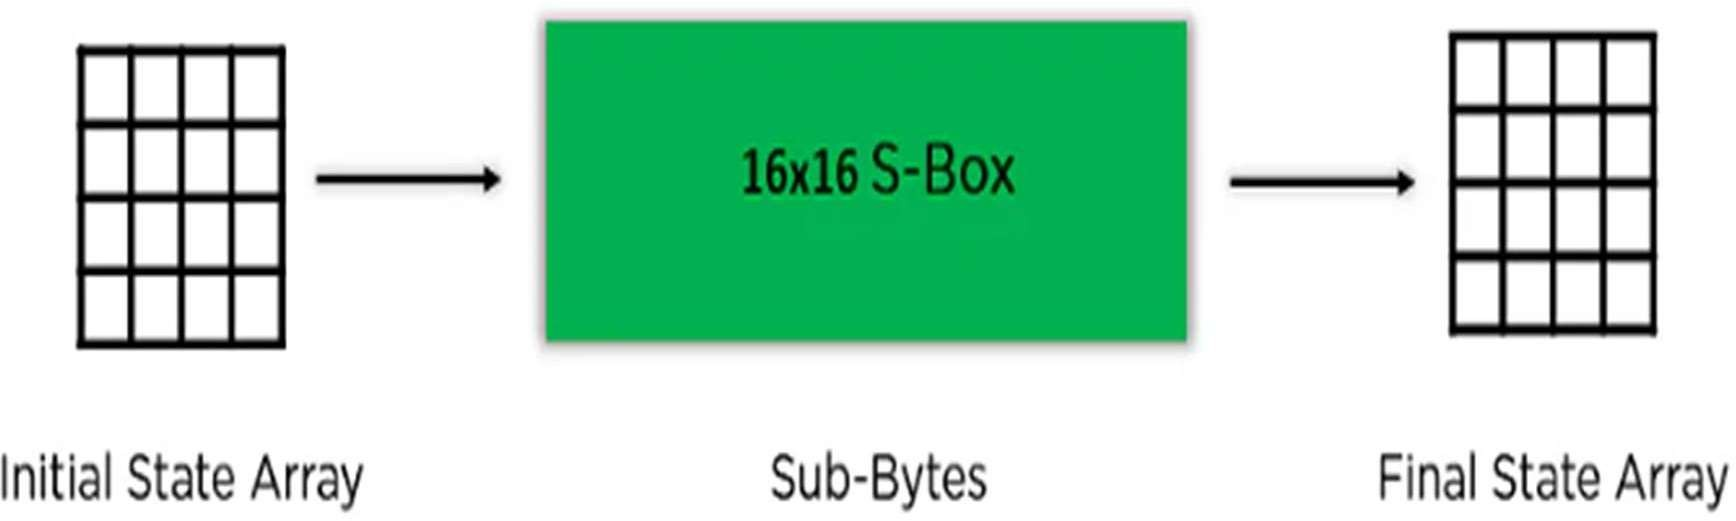 16x16 S-Box
Initial State Array
Sub-Bytes
Final State Array